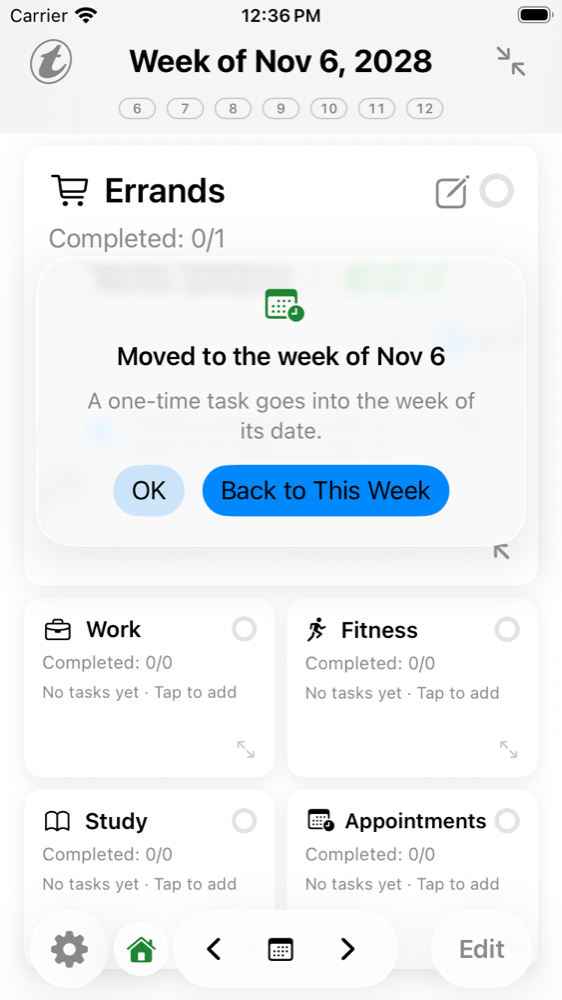 Carrier 12:36 PM
Week of Nov 6, 2028
6 7 8 9 10 11 12
Errands
Completed: 0/1
Moved to the week of Nov 6
A one-time task goes into the week of
its date.
OK Back to This Week
Work
Completed: 0/0
No tasks yet · Tap to add
Fitness
Completed: 0/0
No tasks yet · Tap to add
Study
Completed: 0/0
No tasks yet · Tap to add
Appointments
Completed: 0/0
No tasks yet · Tap to add
Edit